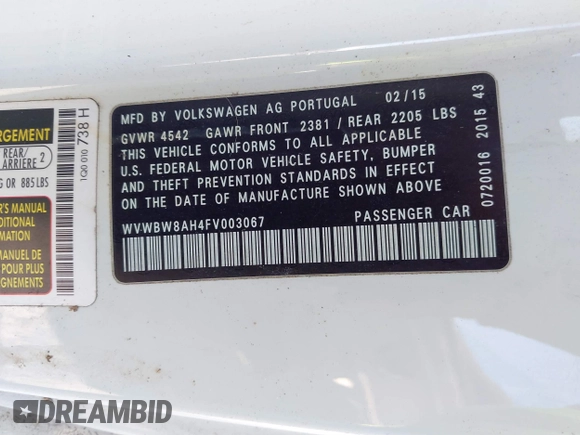 RGEMENT
REAR/
ARRIERE 2
G OR 885 LBS
R'S MANUAL
DITIONAL
RMATION
MANUEL DE
POUR PLUS
IGNEMENTS
1Q0 010 738 H
MFD BY VOLKSWAGEN AG PORTUGAL 02/15
GVWR 4542 GAWR FRONT 2381 / REAR 2205 LBS
THIS VEHICLE CONFORMS TO ALL APPLICABLE
U.S. FEDERAL MOTOR VEHICLE SAFETY, BUMPER
AND THEFT PREVENTION STANDARDS IN EFFECT
ON THE DATE OF MANUFACTURE SHOWN ABOVE
WVWBW8AH4FV003067 PASSENGER CAR
0720016 2015 43
DREAMBID